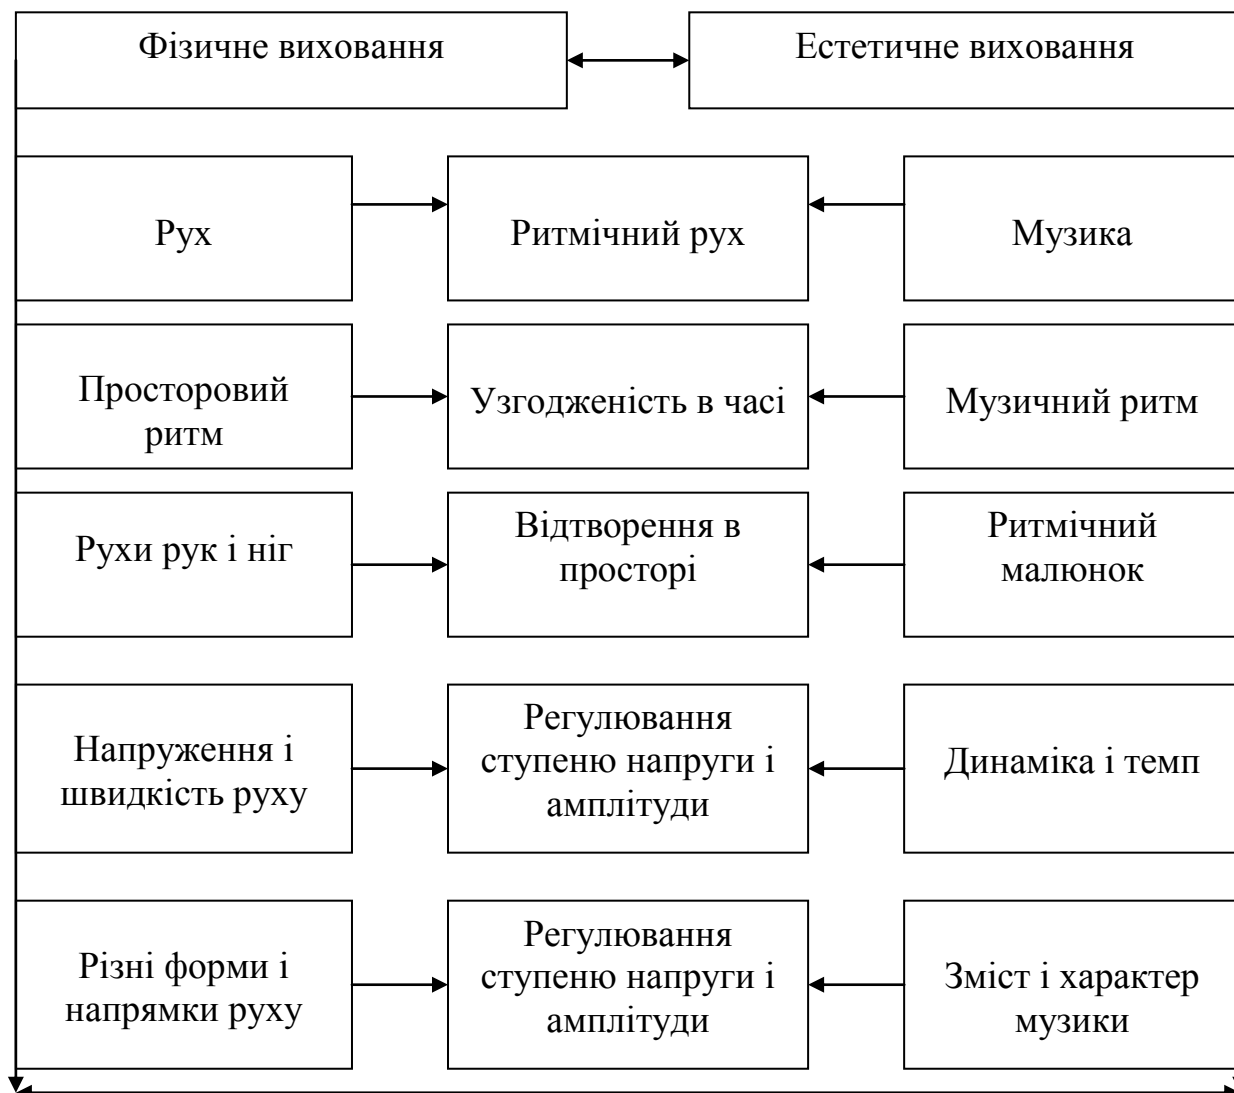 Фізичне виховання
Естетичне виховання
Рух
Ритмічний рух
Музика
Просторовий
ритм
Узгодженість в часі
Музичний ритм
Рухи рук і ніг
Відтворення в
просторі
Ритмічний
малюнок
Напруження і
швидкість руху
Регулювання
ступеню напруги і
амплітуди
Динаміка і темп
Різні форми і
напрямки руху
Регулювання
ступеню напруги і
амплітуди
Зміст і характер
музики